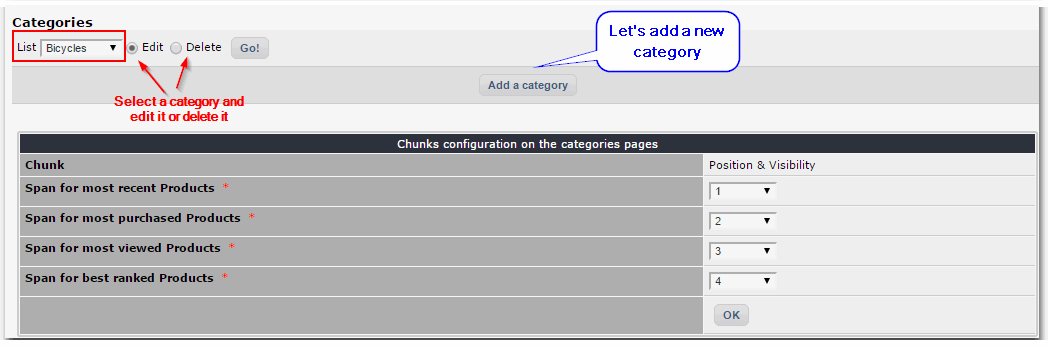 Categories
List Bicycles Edit Delete Go!
Let's add a new
category
Add a category
Select a category and
edit it or delete it
Chunks configuration on the categories pages
Chunk Position & Visibility
Span for most recent Products * 1
Span for most purchased Products * 2
Span for most viewed Products * 3
Span for best ranked Products * 4
OK